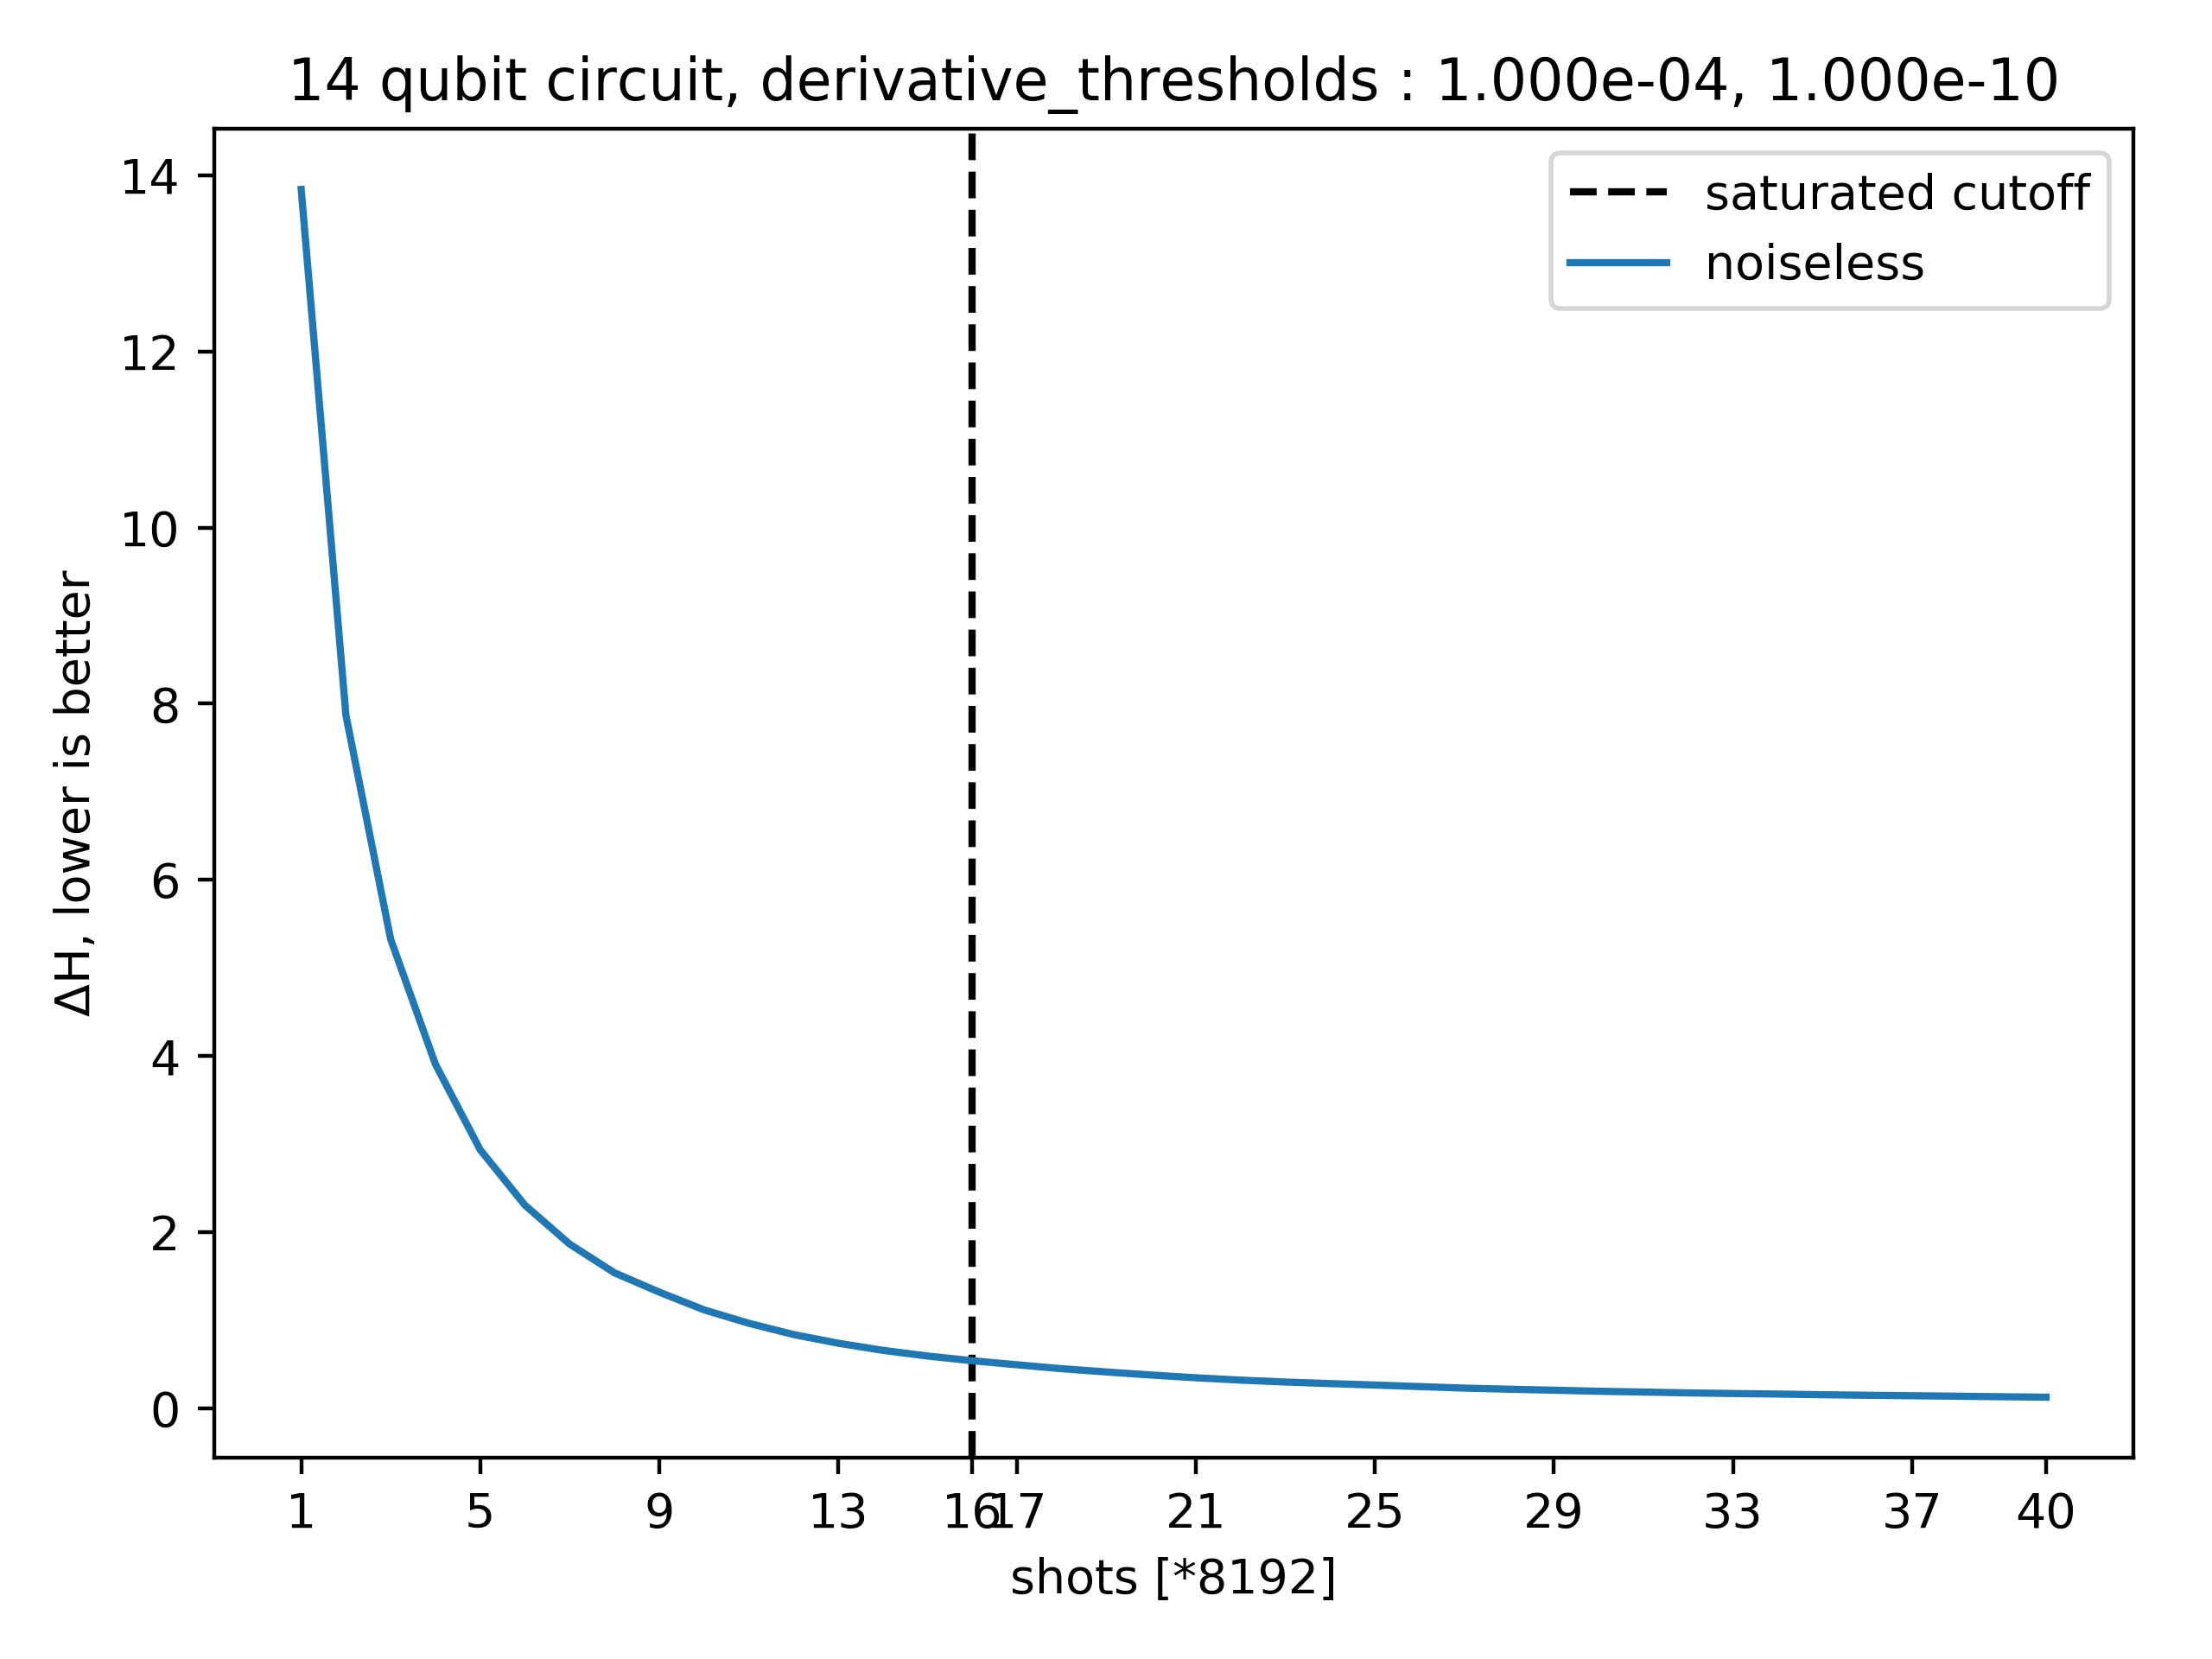 14 qubit circuit, derivative_thresholds : 1.000e-04, 1.000e-10
saturated cutoff
noiseless
14
12
10
8
6
4
2
0
ΔH, lower is better
1 5 9 13 16 17 21 25 29 33 37 40
shots [*8192]